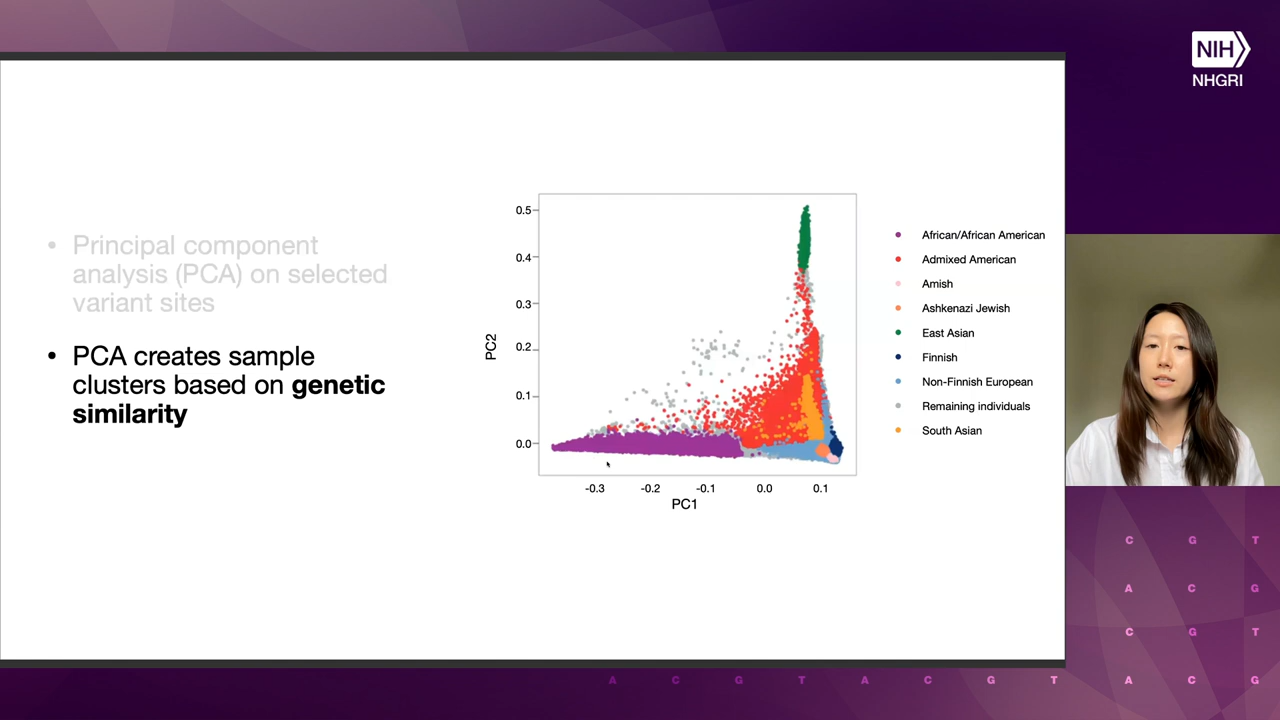 NIH
NHGRI
• Principal component
analysis (PCA) on selected
variant sites
• PCA creates sample
clusters based on genetic
similarity
PC2
0.5
0.4
0.3
0.2
0.1
0.0
-0.3 -0.2 -0.1 0.0 0.1
PC1
African/African American
Admixed American
Amish
Ashkenazi Jewish
East Asian
Finnish
Non-Finnish European
Remaining individuals
South Asian
C G T
A C G
C G T
A C G T A C G T A C G